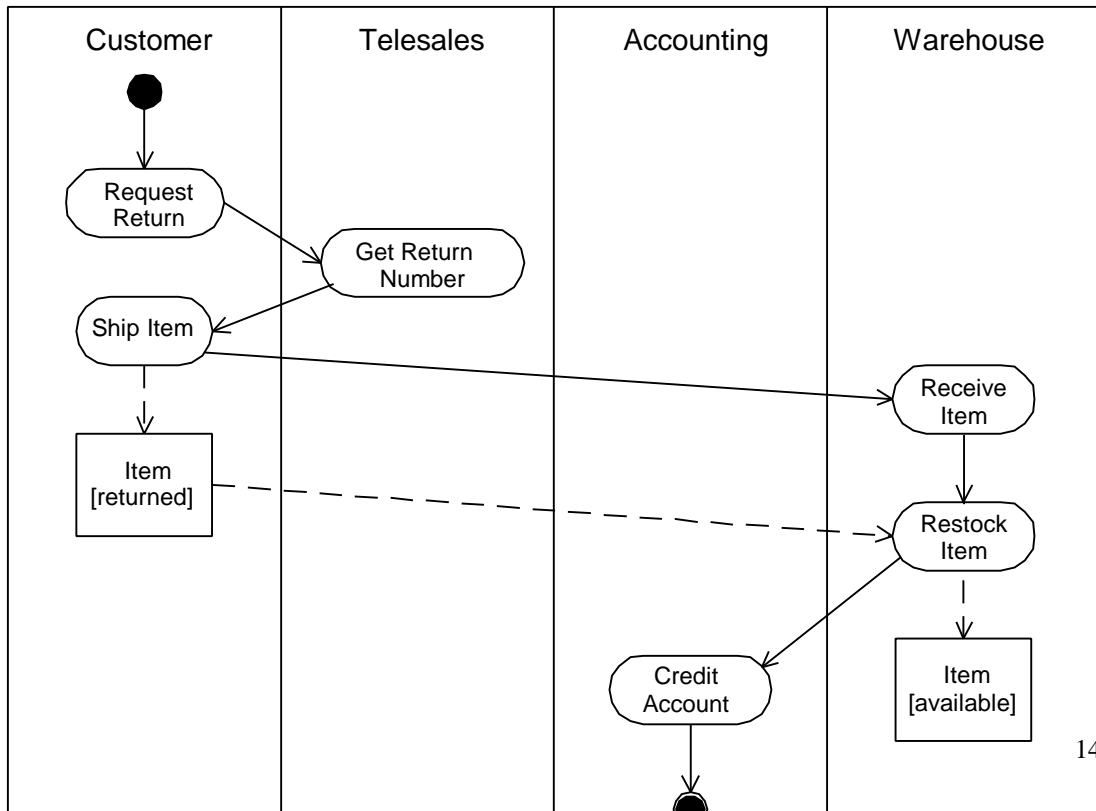 Customer
Telesales
Accounting
Warehouse
Request
Return
Get Return
Number
Ship Item
Receive
Item
Item
[returned]
Restock
Item
Credit
Account
Item
[available]
14